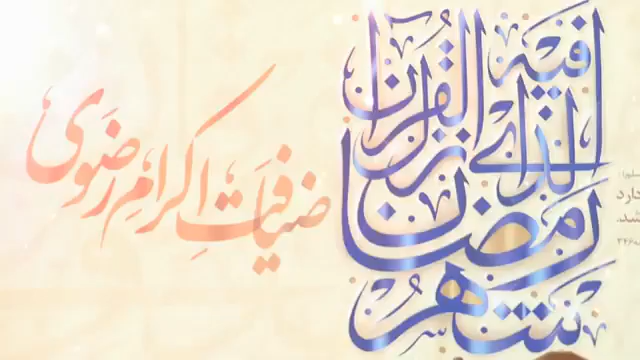 شهر
رمضان
الذی انزل
فیه القرآن
ضیافت اکرام رضوی